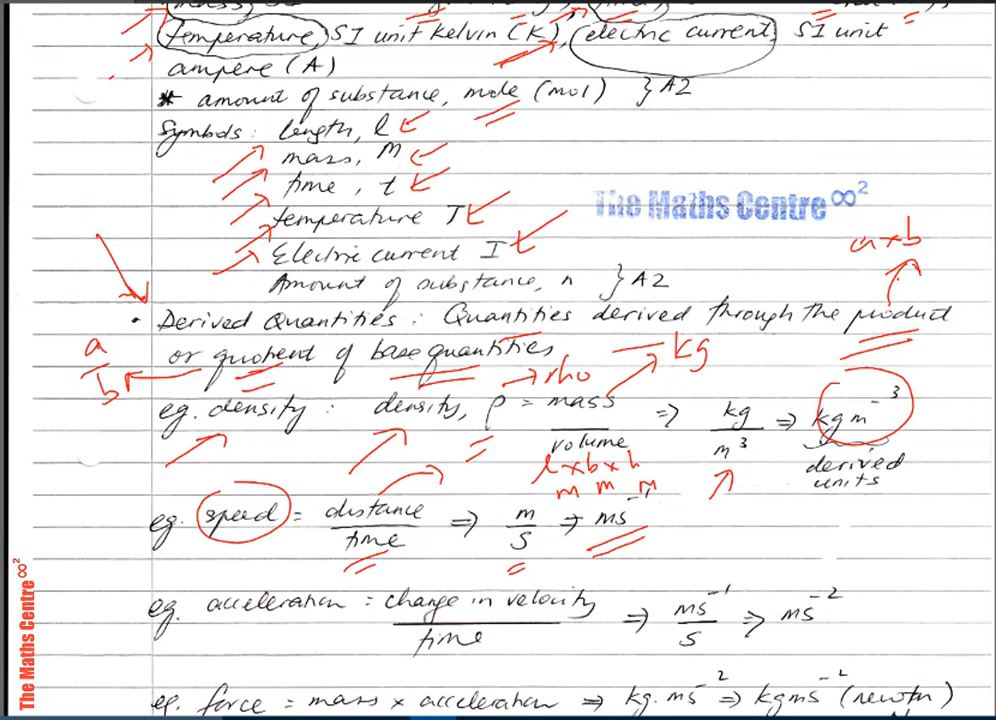 temperature, SI unit kelvin (K), electric current, SI unit
ampere (A)
* amount of substance, mole (mol) } A2
Symbols: length, l
mass, m
time, t
temperature T
Electric current I
Amount of substance, n } A2
The Maths Centre ∞²
a × b
• Derived Quantities: Quantities derived through the product
or quotient of base quantities
a/b
kg
rho
eg. density: density, ρ = mass/volume ⇒ kg/m³ ⇒ kgm⁻³
derived units
l × b × h
m m m
eg. speed = distance/time ⇒ m/s ⇒ ms⁻¹
eg. acceleration = change in velocity/time ⇒ ms⁻¹/s ⇒ ms⁻²
eg. force = mass × acceleration ⇒ kg.ms⁻² ⇒ kgms⁻² (newton)
The Maths Centre ∞²